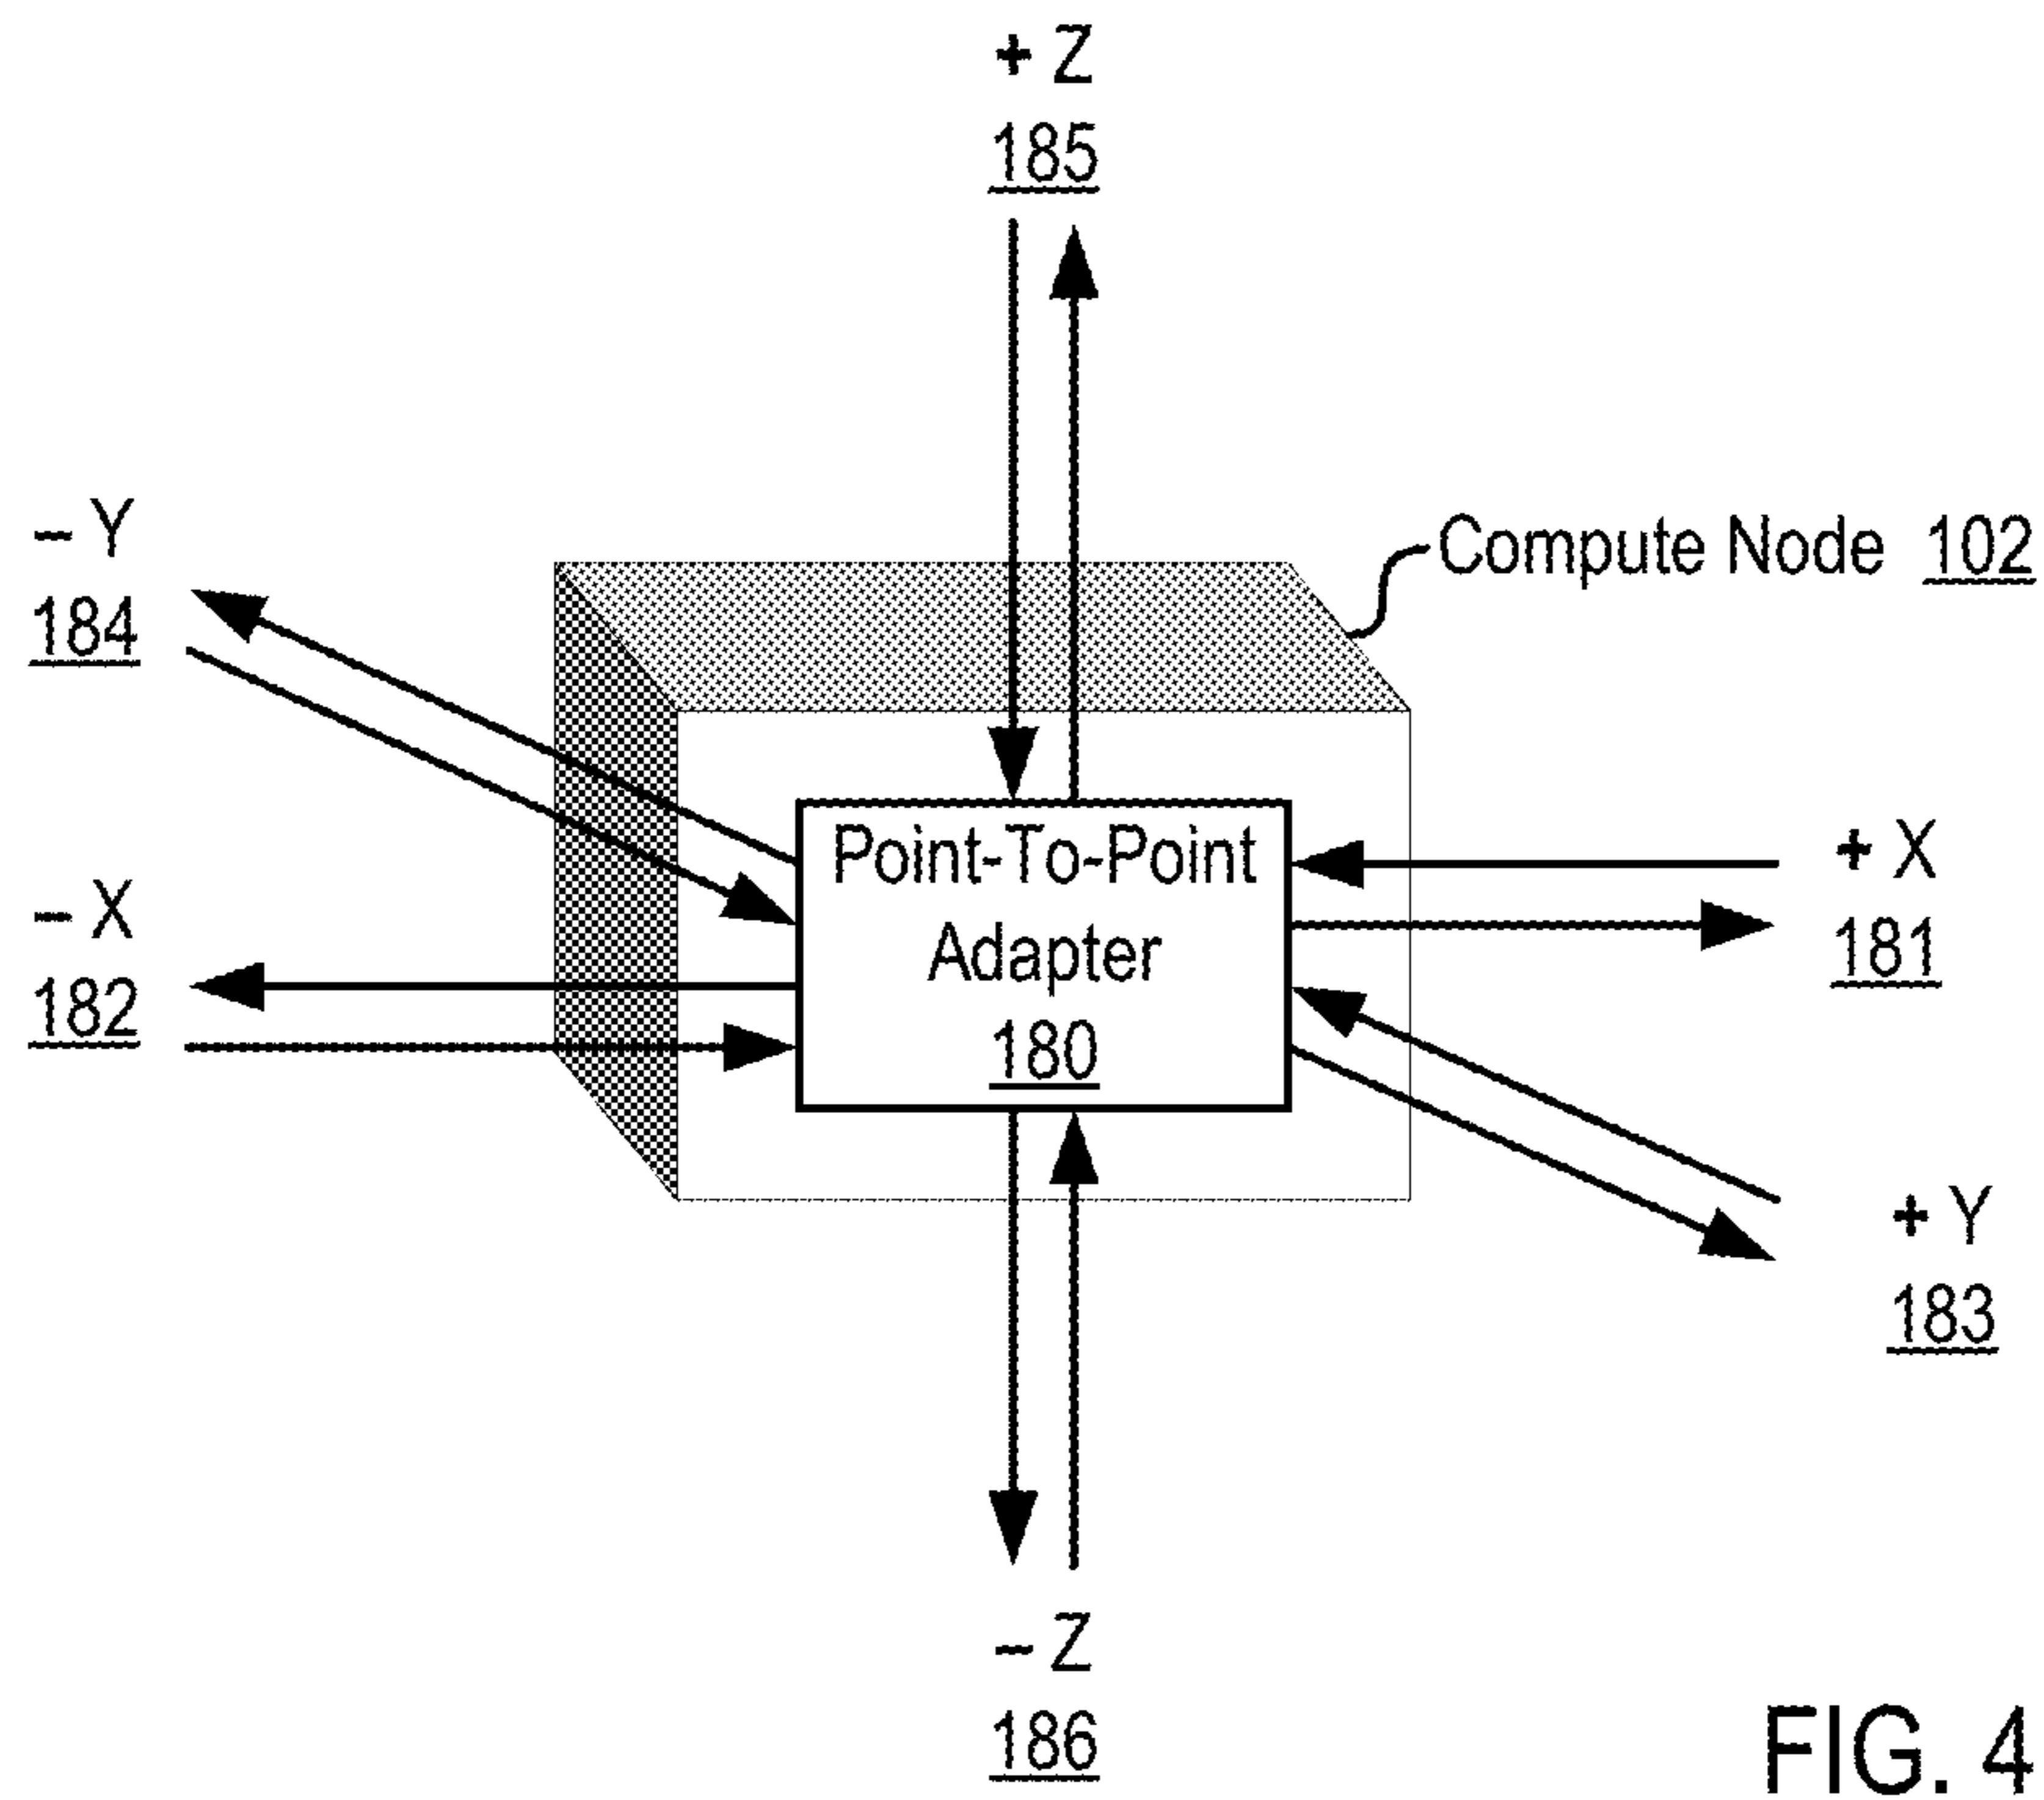 + Z
185
– Y
184
Compute Node 102
– X
182
Point-To-Point
Adapter
180
+ X
181
+ Y
183
– Z
186
FIG. 4